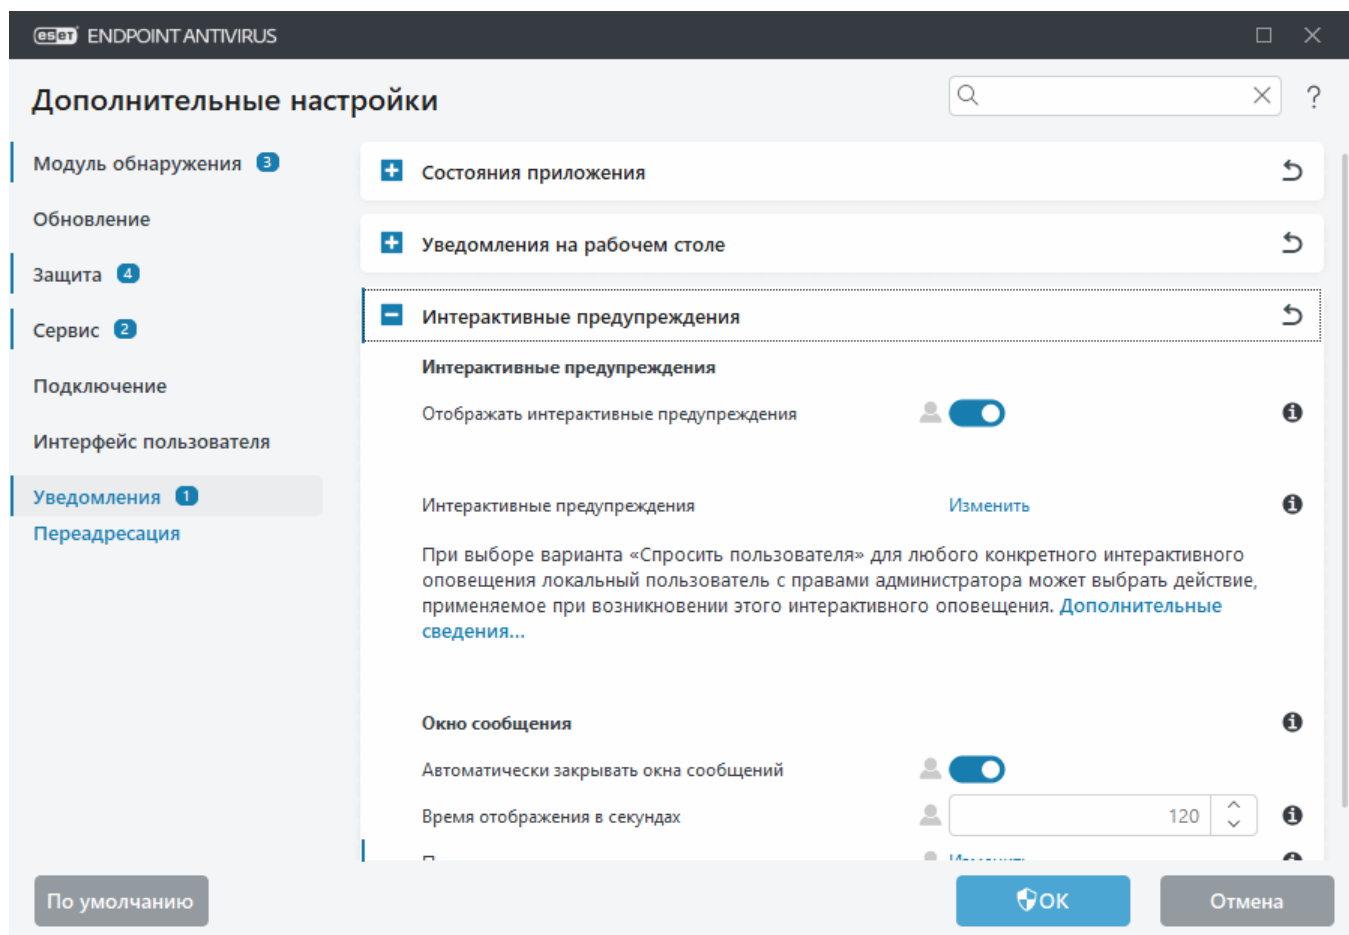 eset ENDPOINT ANTIVIRUS
Дополнительные настройки
?
Модуль обнаружения 3
Обновление
Защита 4
Сервис 2
Подключение
Интерфейс пользователя
Уведомления 1
Переадресация
Состояния приложения
Уведомления на рабочем столе
Интерактивные предупреждения
Интерактивные предупреждения
Отображать интерактивные предупреждения
Интерактивные предупреждения Изменить
При выборе варианта «Спросить пользователя» для любого конкретного интерактивного
оповещения локальный пользователь с правами администратора может выбрать действие,
применяемое при возникновении этого интерактивного оповещения. Дополнительные
сведения...
Окно сообщения
Автоматически закрывать окна сообщений
Время отображения в секундах 120
По умолчанию
ОК
Отмена